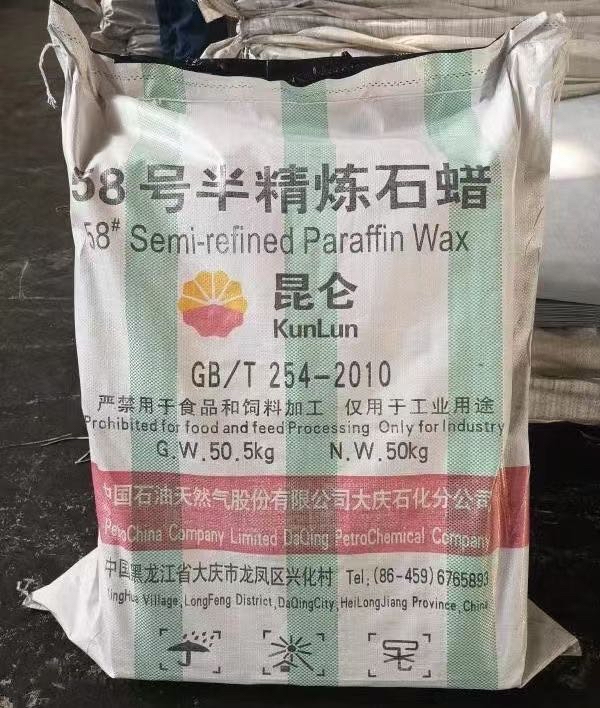 58号半精炼石蜡
58# Semi-refined Paraffin Wax
昆仑
KunLun
GB/T 254-2010
严禁用于食品和饲料加工 仅用于工业用途
Prohibited for food and feed Processing Only for Industry
G.W.50.5kg N.W.50kg
中国石油天然气股份有限公司大庆石化分公司
PetroChina Company Limited DaQing PetroChemical Company
中国黑龙江省大庆市龙凤区兴化村 Tel,(86-459)6765893
XingHua Village,LongFeng District,DaQingCity,HeiLongJiang Province,China